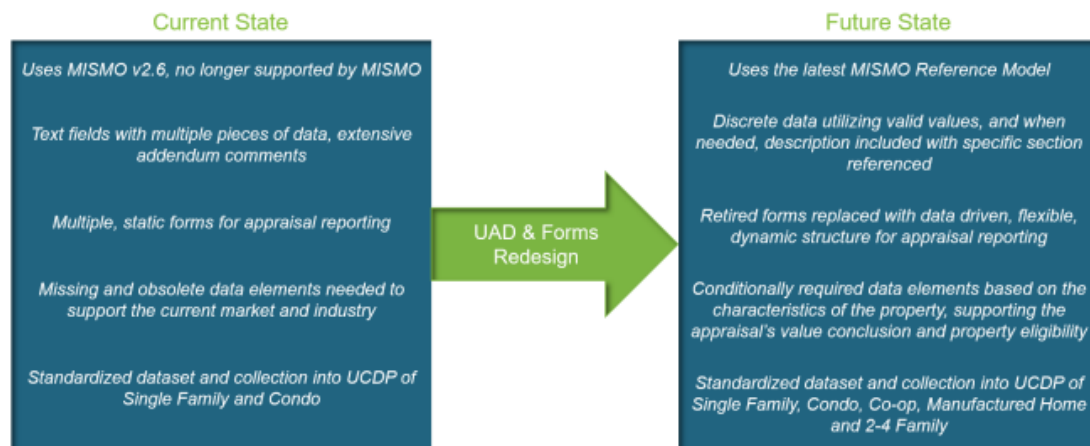 Current State
Uses MISMO v2.6, no longer supported by MISMO
Text fields with multiple pieces of data, extensive
addendum comments
Multiple, static forms for appraisal reporting
Missing and obsolete data elements needed to
support the current market and industry
Standardized dataset and collection into UCDP of
Single Family and Condo
UAD & Forms
Redesign
Future State
Uses the latest MISMO Reference Model
Discrete data utilizing valid values, and when
needed, description included with specific section
referenced
Retired forms replaced with data driven, flexible,
dynamic structure for appraisal reporting
Conditionally required data elements based on the
characteristics of the property, supporting the
appraisal's value conclusion and property eligibility
Standardized dataset and collection into UCDP of
Single Family, Condo, Co-op, Manufactured Home
and 2-4 Family